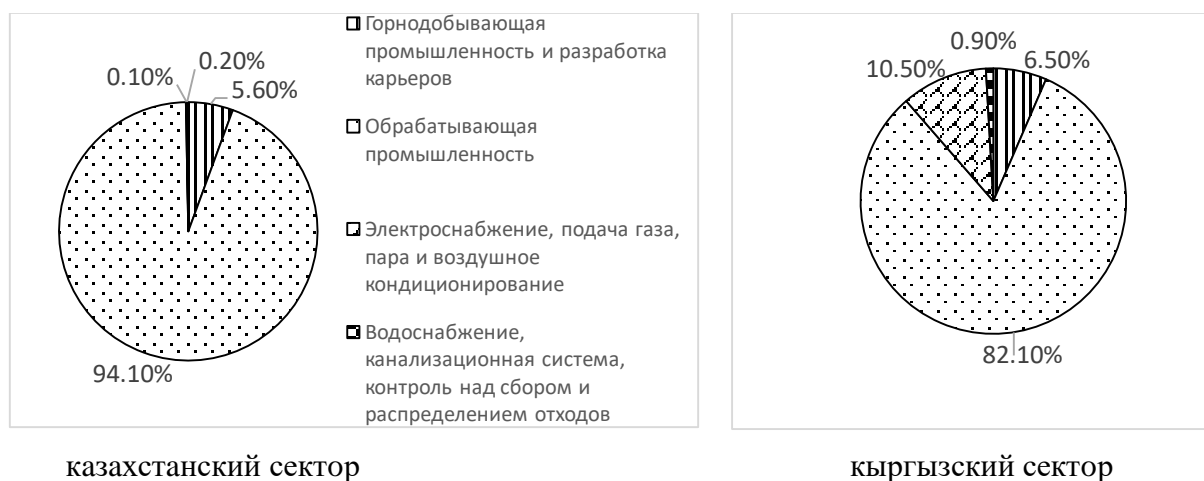 0.10%
0.20%
5.60%
94.10%
Горнодобывающая
промышленность и разработка
карьеров
Обрабатывающая
промышленность
Электроснабжение, подача газа,
пара и воздушное
кондиционирование
Водоснабжение,
канализационная система,
контроль над сбором и
распределением отходов
0.90%
10.50%
6.50%
82.10%
казахстанский сектор
кыргызский сектор